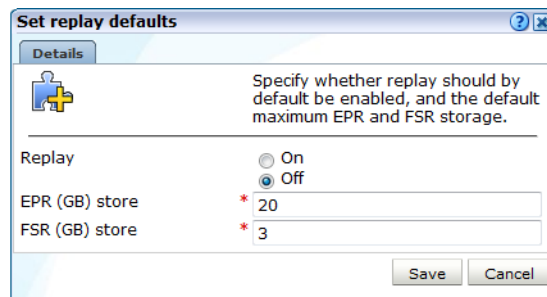 Set replay defaults
?
Details
Specify whether replay should by
default be enabled, and the default
maximum EPR and FSR storage.
Replay
On
Off
EPR (GB) store
* 20
FSR (GB) store
* 3
Save Cancel